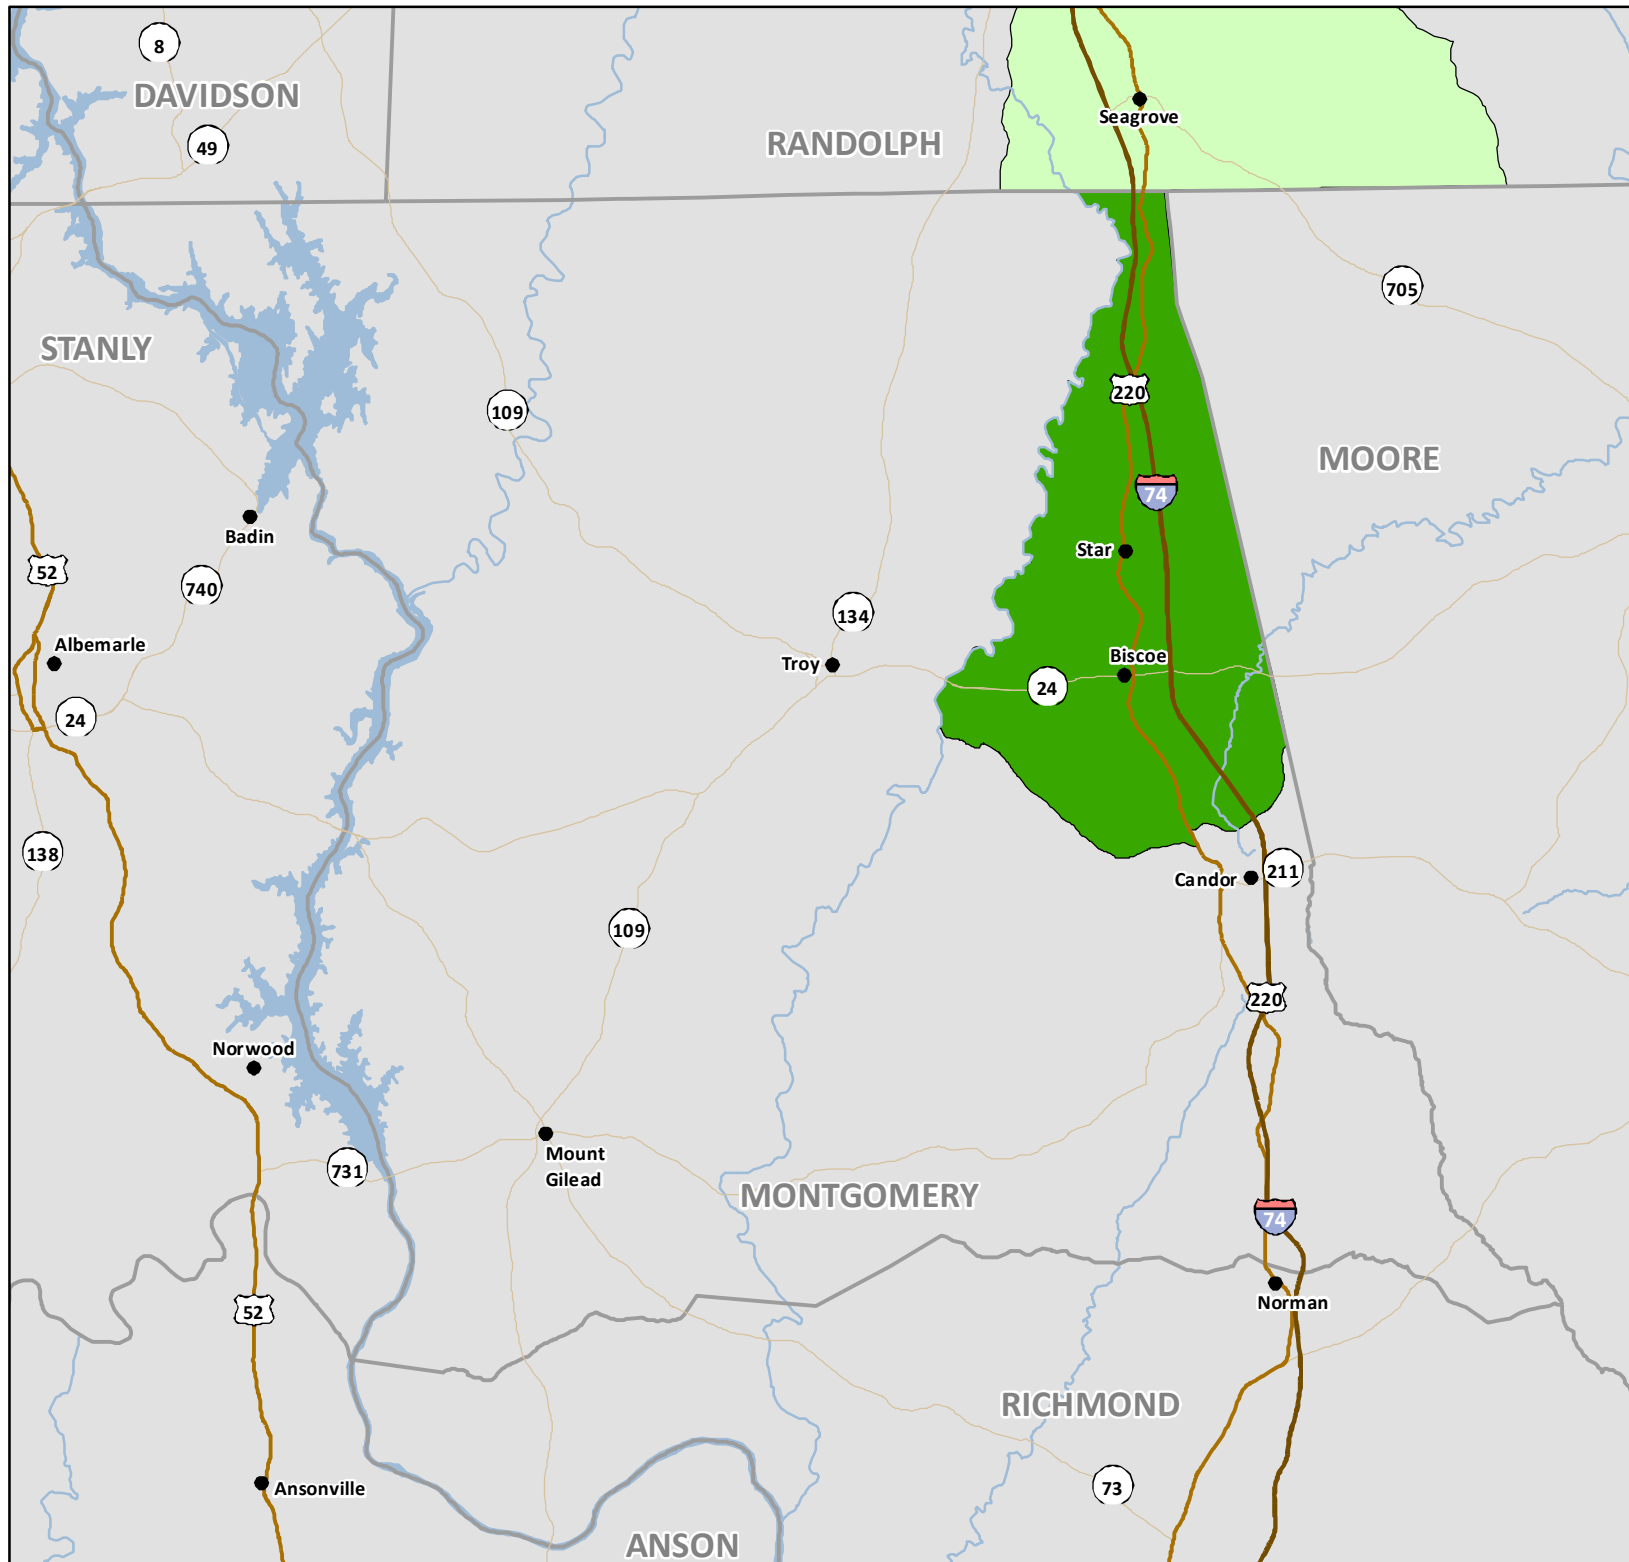 8
DAVIDSON
Seagrove
RANDOLPH
49
705
STANLY
220
109
MOORE
74
Badin
Star
52
740
134
Albemarle
Troy
Biscoe
24
24
138
211
Candor
109
220
Norwood
Mount
Gilead
731
MONTGOMERY
74
Norman
52
RICHMOND
Ansonville
73
ANSON